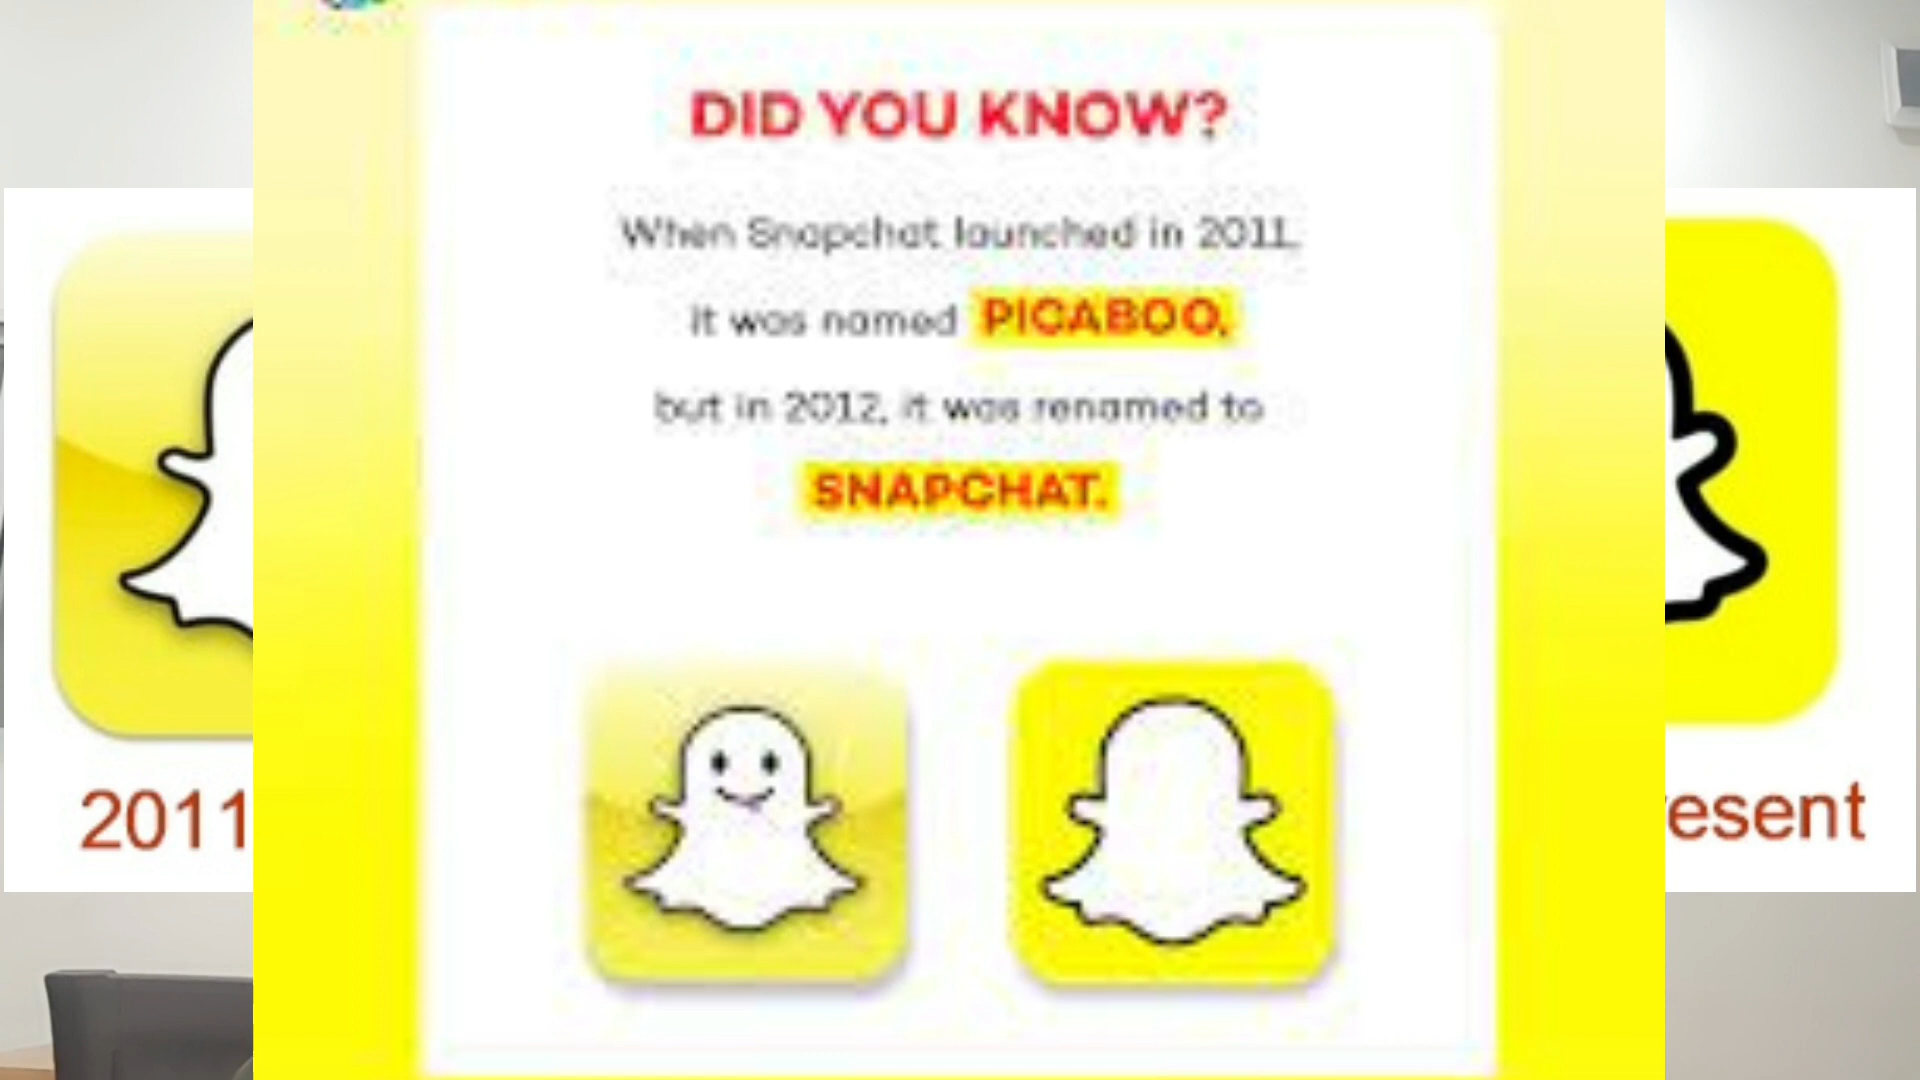 DID YOU KNOW?
When Snapchat launched in 2011,
it was named PICABOO,
but in 2012, it was renamed to
SNAPCHAT.
2011
resent